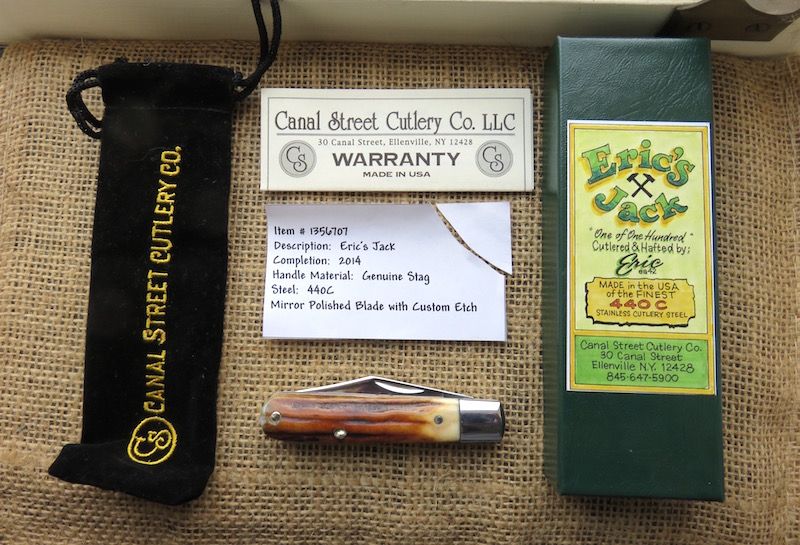 CANAL STREET CUTLERY CO.
CS
Canal Street Cutlery Co. LLC
30 Canal Street, Ellenville, NY 12428
CS
WARRANTY
CS
MADE IN USA
Item # 1356707
Description: Eric's Jack
Completion: 2014
Handle Material: Genuine Stag
Steel: 440C
Mirror Polished Blade with Custom Etch
Eric's
Jack
"One of One Hundred"
Cutlered & Hafted by:
Eric
MADE in the USA
of the FINEST
440 C
STAINLESS CUTLERY STEEL
Canal Street Cutlery Co.
30 Canal Street
Ellenville N.Y. 12428
845-647-5900